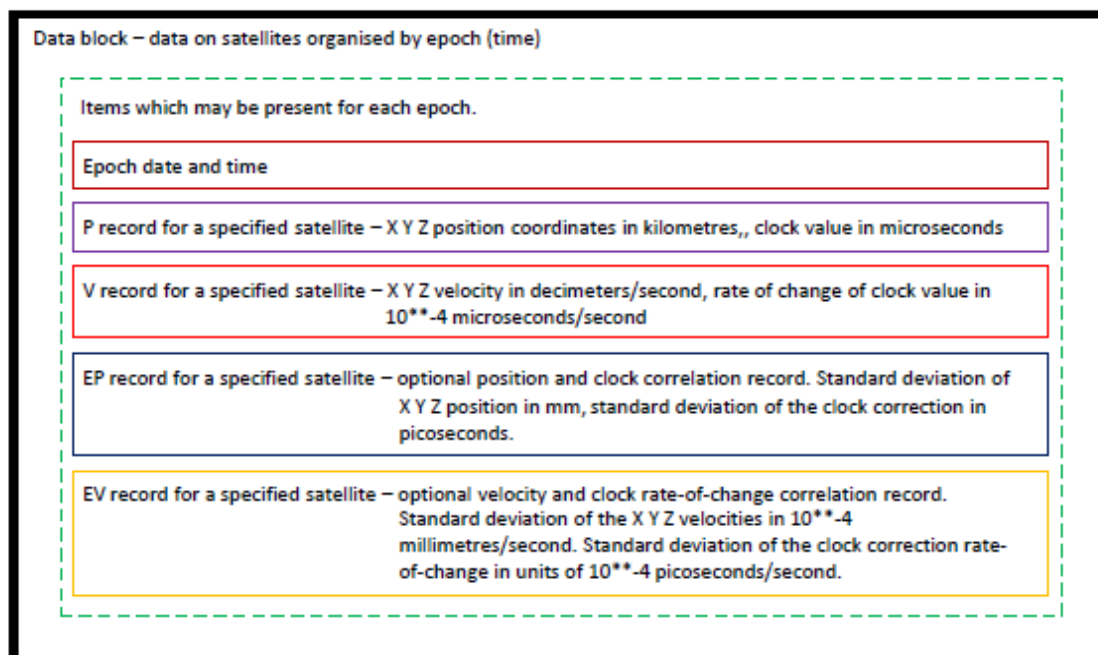 Data block – data on satellites organised by epoch (time)
Items which may be present for each epoch.
Epoch date and time
P record for a specified satellite – X Y Z position coordinates in kilometres,, clock value in microseconds
V record for a specified satellite – X Y Z velocity in decimeters/second, rate of change of clock value in
10**-4 microseconds/second
EP record for a specified satellite – optional position and clock correlation record. Standard deviation of
X Y Z position in mm, standard deviation of the clock correction in
picoseconds.
EV record for a specified satellite – optional velocity and clock rate-of-change correlation record.
Standard deviation of the X Y Z velocities in 10**-4
millimetres/second. Standard deviation of the clock correction rate-
of-change in units of 10**-4 picoseconds/second.